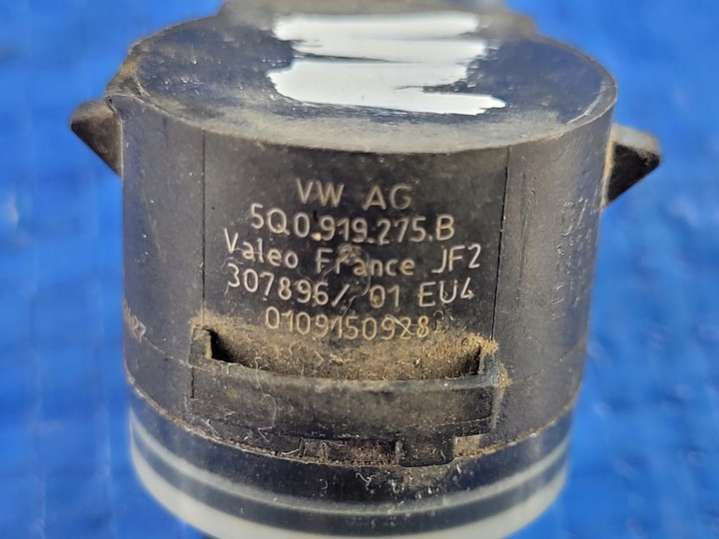 VW AG
5Q0.919.275.B
Valeo France JF2
307896/ 01 EU4
0109150928